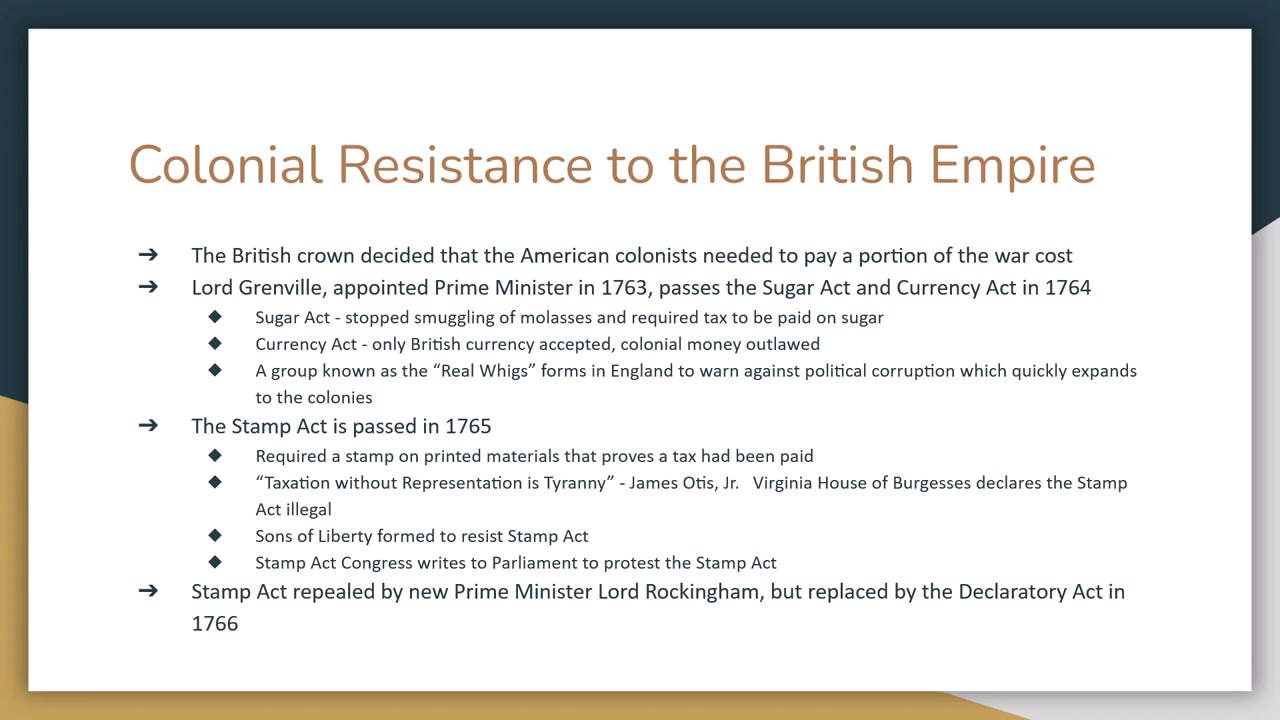 Colonial Resistance to the British Empire
➔ The British crown decided that the American colonists needed to pay a portion of the war cost
➔ Lord Grenville, appointed Prime Minister in 1763, passes the Sugar Act and Currency Act in 1764
◆ Sugar Act - stopped smuggling of molasses and required tax to be paid on sugar
◆ Currency Act - only British currency accepted, colonial money outlawed
◆ A group known as the “Real Whigs” forms in England to warn against political corruption which quickly expands
to the colonies
➔ The Stamp Act is passed in 1765
◆ Required a stamp on printed materials that proves a tax had been paid
◆ “Taxation without Representation is Tyranny” - James Otis, Jr.   Virginia House of Burgesses declares the Stamp
Act illegal
◆ Sons of Liberty formed to resist Stamp Act
◆ Stamp Act Congress writes to Parliament to protest the Stamp Act
➔ Stamp Act repealed by new Prime Minister Lord Rockingham, but replaced by the Declaratory Act in
1766